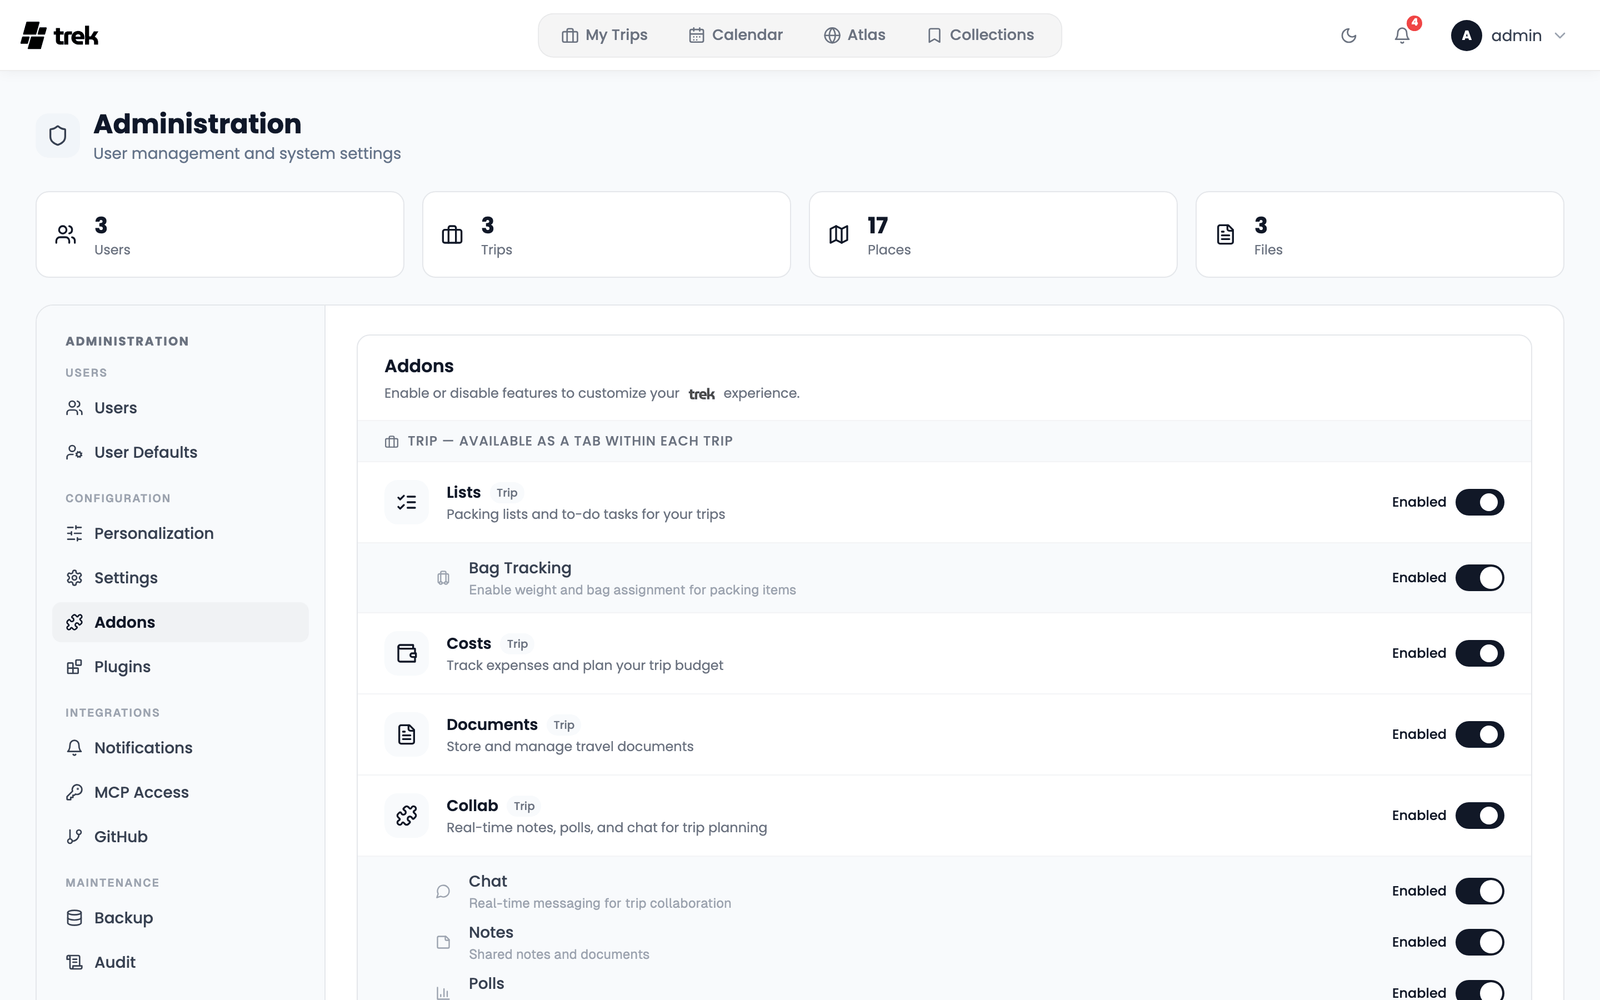 trek
My Trips
Calendar
Atlas
Collections
4
A
admin
Administration
User management and system settings
3
Users
3
Trips
17
Places
3
Files
ADMINISTRATION
USERS
Users
User Defaults
CONFIGURATION
Personalization
Settings
Addons
Plugins
INTEGRATIONS
Notifications
MCP Access
GitHub
MAINTENANCE
Backup
Audit
Addons
Enable or disable features to customize your trek experience.
TRIP — AVAILABLE AS A TAB WITHIN EACH TRIP
Lists Trip
Packing lists and to-do tasks for your trips
Enabled
Bag Tracking
Enable weight and bag assignment for packing items
Enabled
Costs Trip
Track expenses and plan your trip budget
Enabled
Documents Trip
Store and manage travel documents
Enabled
Collab Trip
Real-time notes, polls, and chat for trip planning
Enabled
Chat
Real-time messaging for trip collaboration
Enabled
Notes
Shared notes and documents
Enabled
Polls
Enabled